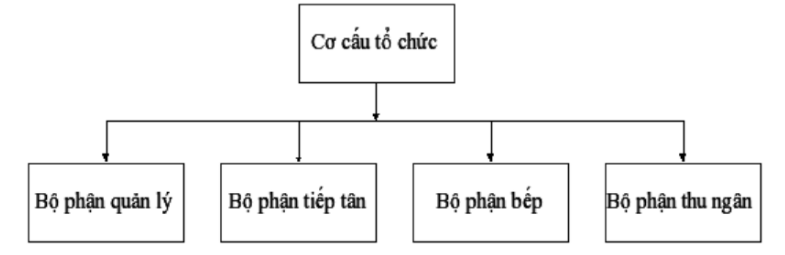 Cơ cấu tổ chức
Bộ phận quản lý
Bộ phận tiếp tân
Bộ phận bếp
Bộ phận thu ngân